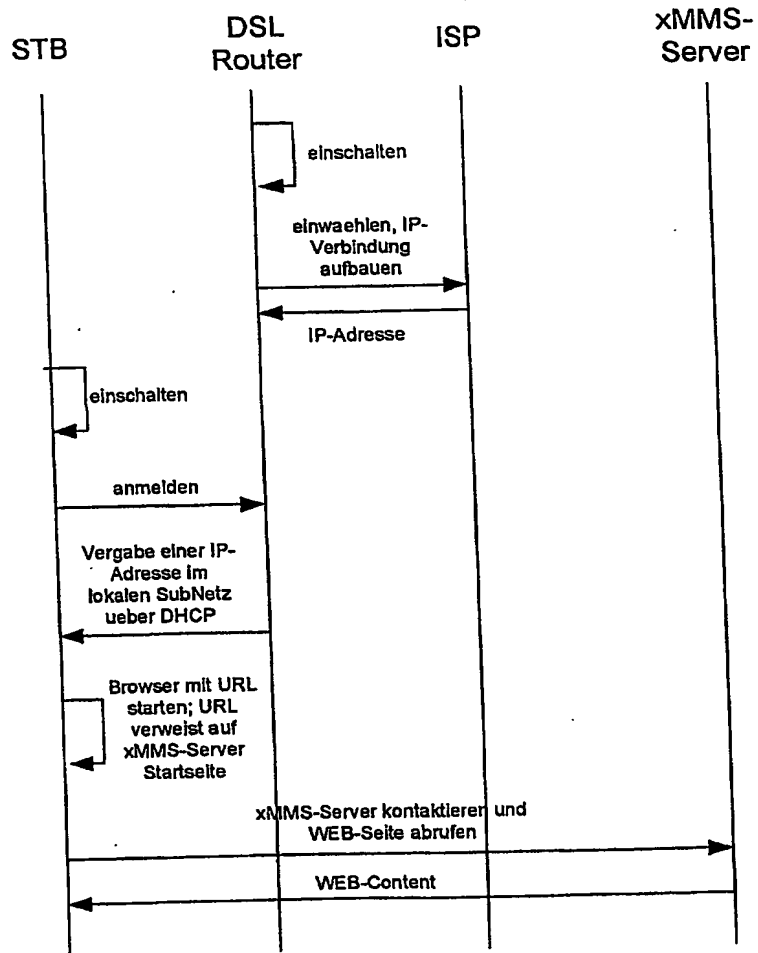 STB
DSL
Router
ISP
xMMS-
Server
einschalten
einwaehlen, IP-
Verbindung
aufbauen
IP-Adresse
einschalten
anmelden
Vergabe einer IP-
Adresse im
lokalen SubNetz
ueber DHCP
Browser mit URL
starten; URL
verweist auf
xMMS-Server
Startseite
xMMS-Server kontaktieren und
WEB-Seite abrufen
WEB-Content